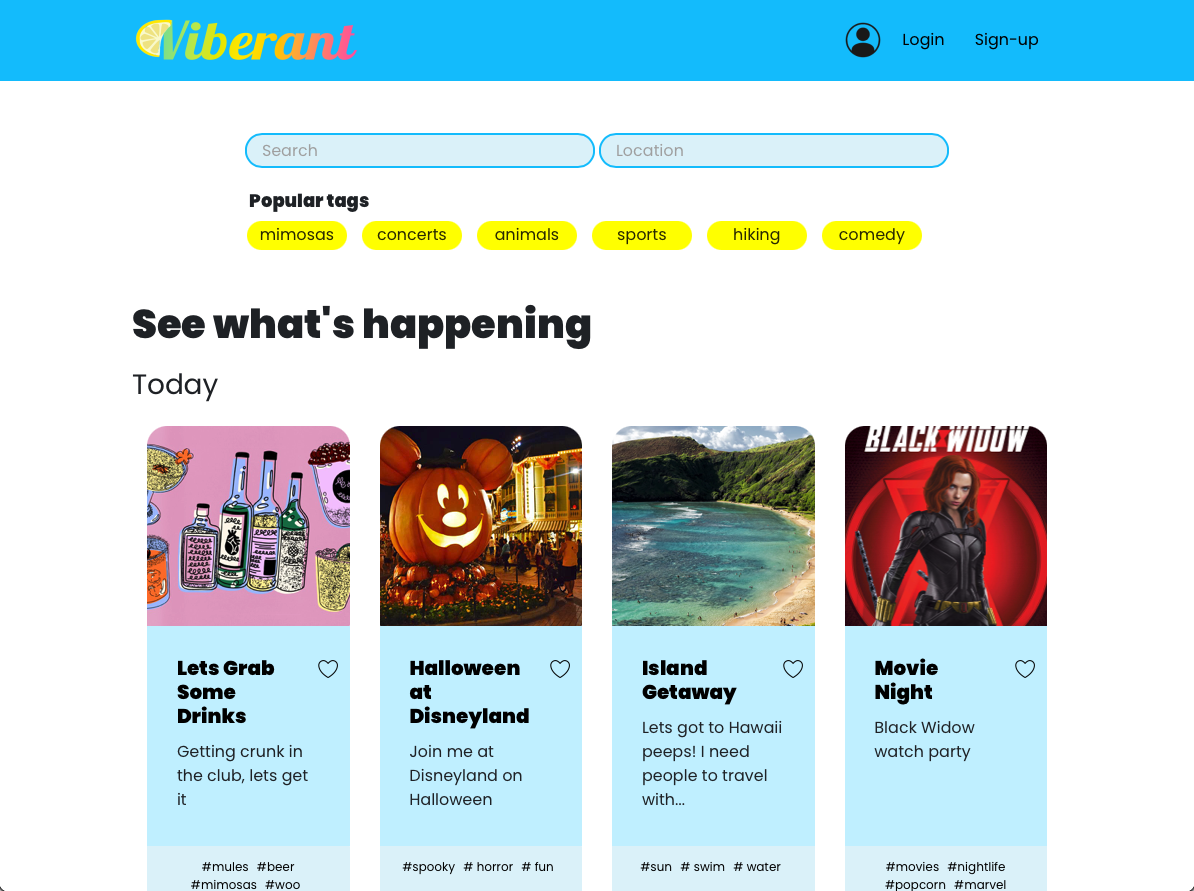 Viberant
Login Sign-up
Search Location
Popular tags
mimosas concerts animals sports hiking comedy
See what's happening
Today
BLACK WIDOW
Lets Grab
Some
Drinks
Getting crunk in
the club, lets get
it
#mules #beer
#mimosas #woo
Halloween
at
Disneyland
Join me at
Disneyland on
Halloween
#spooky # horror # fun
Island
Getaway
Lets got to Hawaii
peeps! I need
people to travel
with...
#sun # swim # water
Movie
Night
Black Widow
watch party
#movies #nightlife
#popcorn #marvel